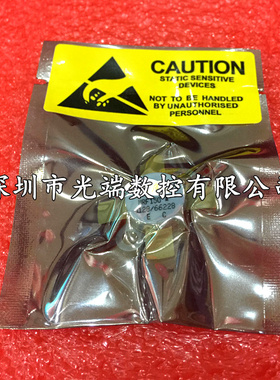 CAUTION
STATIC SENSITIVE
DEVICES
NOT TO BE HANDLED
BY UNAUTHORISED
PERSONNEL
深圳市光端数控有限公司
/66228
E C